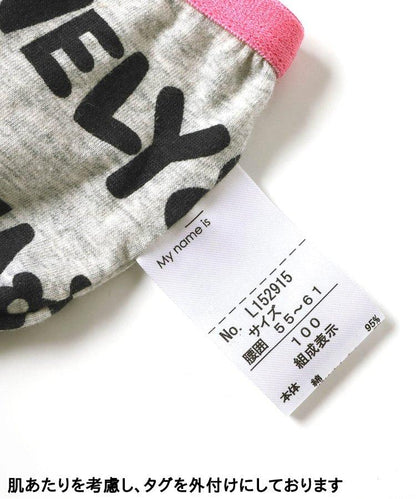 NELY
My name is
No. L152915
サイズ
腰囲 55～61
100
組成表示
本体 綿 95%
肌あたりを考慮し、タグを外付けにしております